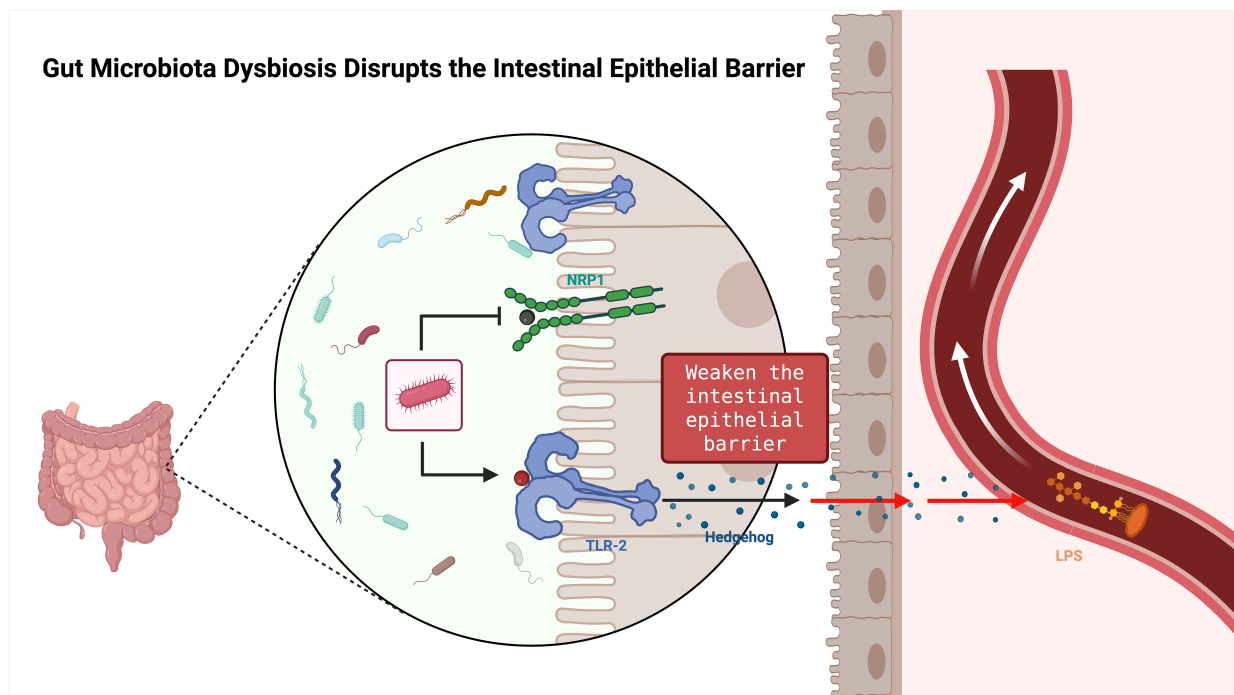 Gut Microbiota Dysbiosis Disrupts the Intestinal Epithelial Barrier
NRP1
Weaken the
intestinal
epithelial
barrier
Hedgehog
TLR-2
LPS